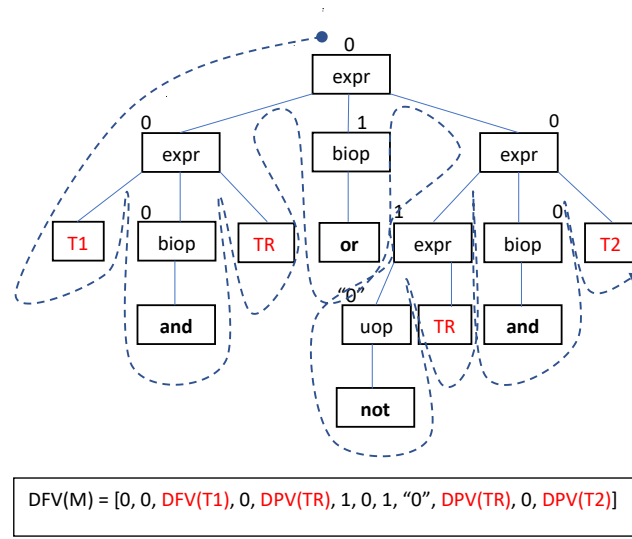 0
expr
0
1
0
expr
biop
expr
0
1
0
T1
biop
TR
or
expr
biop
T2
“0”
and
uop
TR
and
not
DFV(M) = [0, 0, DFV(T1), 0, DPV(TR), 1, 0, 1, “0”, DPV(TR), 0, DPV(T2)]